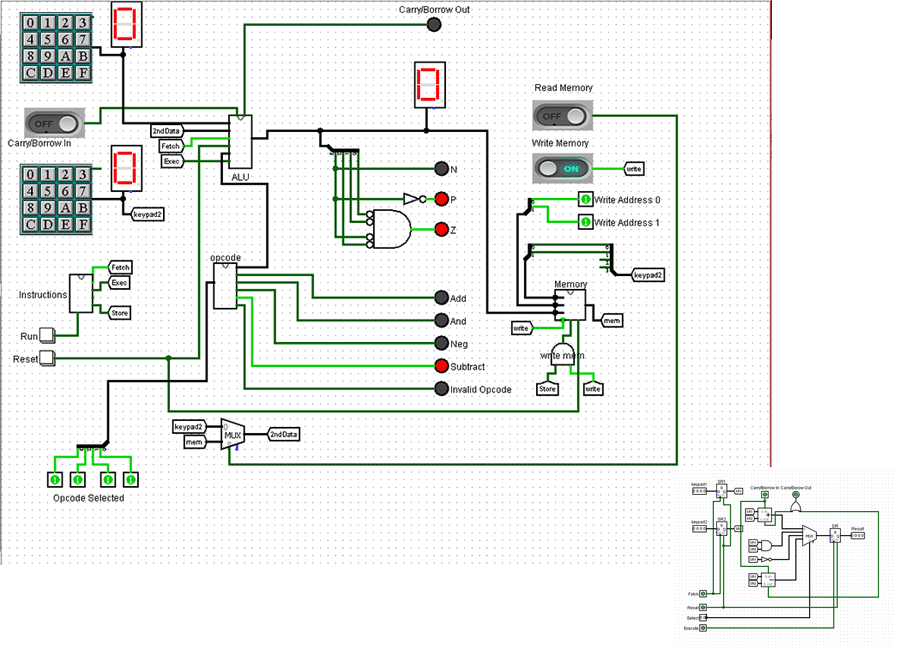 Carry/Borrow Out
0 1 2 3
4 5 6 7
8 9 A B
C D E F
0
0
OFF
Carry/Borrow In
2ndData
Fetch
Exec
ALU
Read Memory
OFF
Write Memory
ON
write
N
P
Z
0 1 2 3
4 5 6 7
8 9 A B
C D E F
0
keypad2
Write Address 0
1
Write Address 1
1
keypad2
opcode
Instructions
Fetch
Exec
Store
Run
Reset
Add
And
Neg
Subtract
Invalid Opcode
Memory
mem
write
write mem
Store
write
keypad2
mem
MUX
2ndData
1 1 1 1
Opcode Selected
keypad1
SR1
Carry/Borrow In
Carry/Borrow Out
keypad2
SR2
MUX
DR
Result
Fetch
Reset
Select
Execute